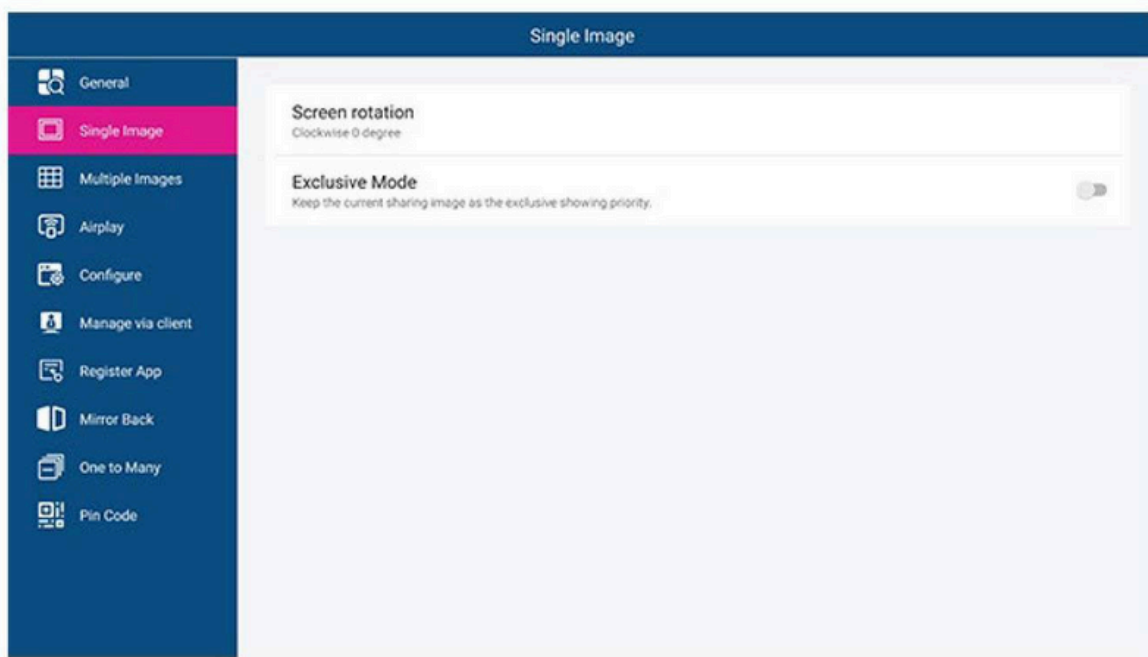 Single Image
General
Single Image
Multiple Images
Airplay
Configure
Manage via client
Register App
Mirror Back
One to Many
Pin Code
Screen rotation
Clockwise 0 degree
Exclusive Mode
Keep the current sharing image as the exclusive showing priority.